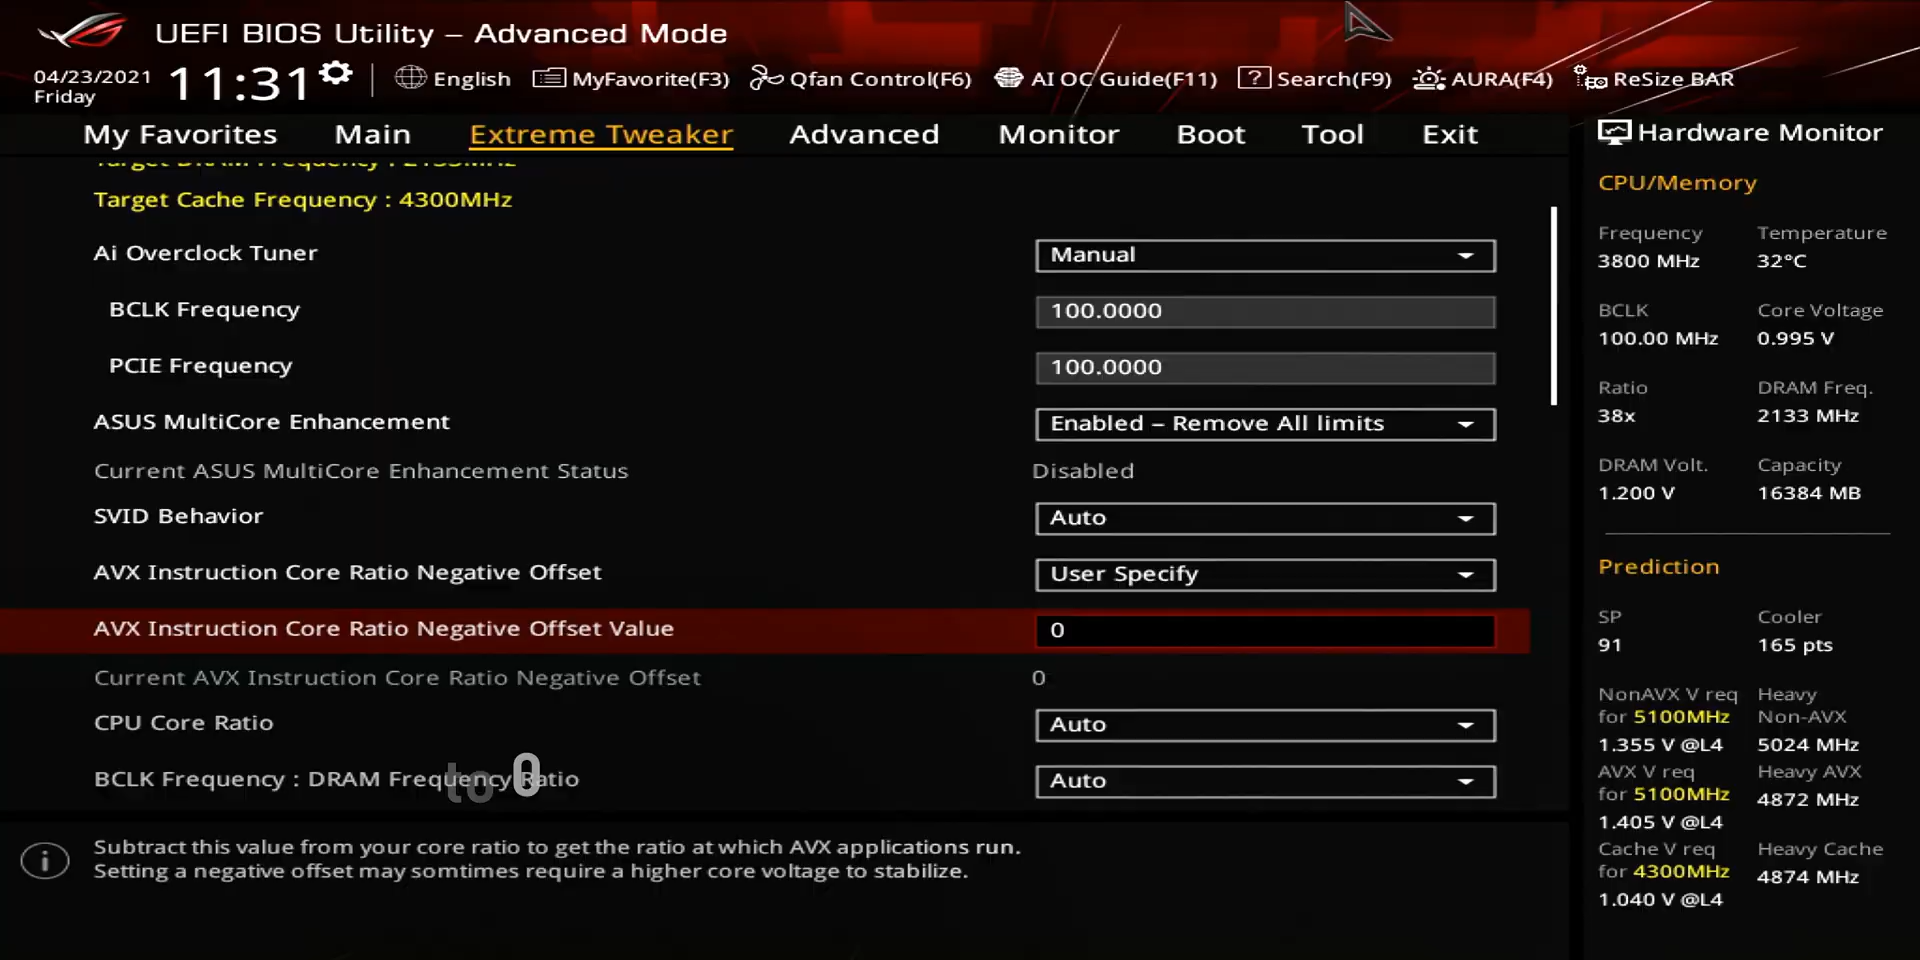 UEFI BIOS Utility – Advanced Mode
04/23/2021
Friday
11:31
English
MyFavorite(F3)
Qfan Control(F6)
AI OC Guide(F11)
Search(F9)
AURA(F4)
ReSize BAR
My Favorites
Main
Extreme Tweaker
Advanced
Monitor
Boot
Tool
Exit
Target DRAM Frequency : 2133MHz
Target Cache Frequency : 4300MHz
Ai Overclock Tuner
Manual
BCLK Frequency
100.0000
PCIE Frequency
100.0000
ASUS MultiCore Enhancement
Enabled – Remove All limits
Current ASUS MultiCore Enhancement Status
Disabled
SVID Behavior
Auto
AVX Instruction Core Ratio Negative Offset
User Specify
AVX Instruction Core Ratio Negative Offset Value
0
Current AVX Instruction Core Ratio Negative Offset
0
CPU Core Ratio
Auto
BCLK Frequency : DRAM Frequency Ratio
Auto
to 0
Subtract this value from your core ratio to get the ratio at which AVX applications run.
Setting a negative offset may somtimes require a higher core voltage to stabilize.
Hardware Monitor
CPU/Memory
Frequency
3800 MHz
Temperature
32°C
BCLK
100.00 MHz
Core Voltage
0.995 V
Ratio
38x
DRAM Freq.
2133 MHz
DRAM Volt.
1.200 V
Capacity
16384 MB
Prediction
SP
91
Cooler
165 pts
NonAVX V req
for 5100MHz
1.355 V @L4
Heavy
Non-AVX
5024 MHz
AVX V req
for 5100MHz
1.405 V @L4
Heavy AVX
4872 MHz
Cache V req
for 4300MHz
1.040 V @L4
Heavy Cache
4874 MHz